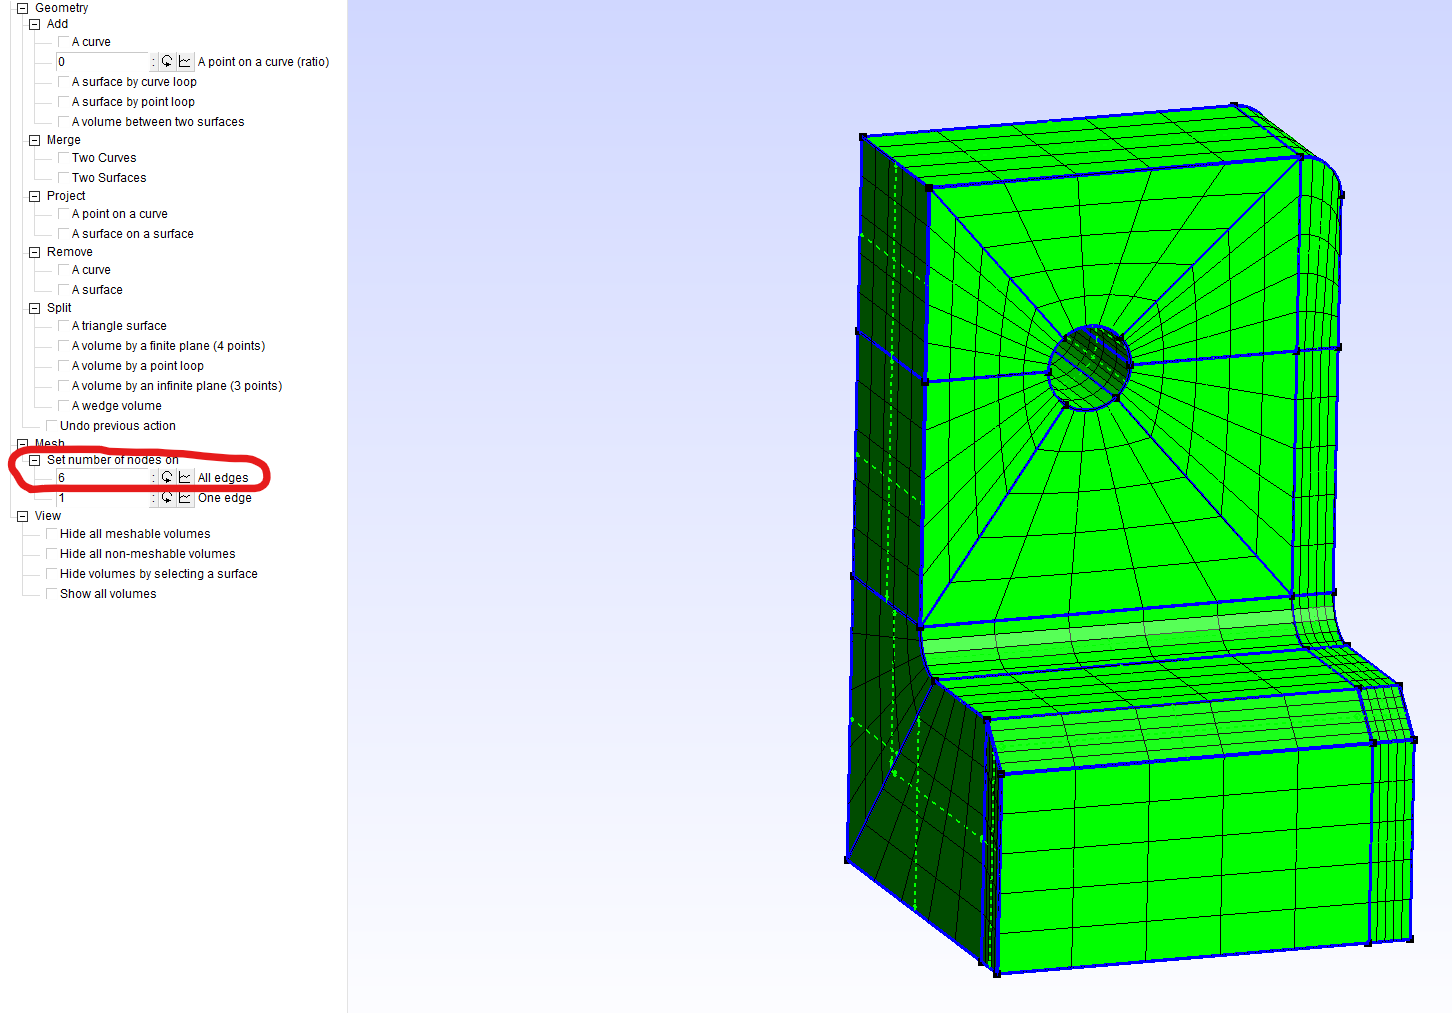 Geometry
Add
A curve
0 : A point on a curve (ratio)
A surface by curve loop
A surface by point loop
A volume between two surfaces
Merge
Two Curves
Two Surfaces
Project
A point on a curve
A surface on a surface
Remove
A curve
A surface
Split
A triangle surface
A volume by a finite plane (4 points)
A volume by a point loop
A volume by an infinite plane (3 points)
A wedge volume
Undo previous action
Mesh
Set number of nodes on
6 : All edges
1 : One edge
View
Hide all meshable volumes
Hide all non-meshable volumes
Hide volumes by selecting a surface
Show all volumes